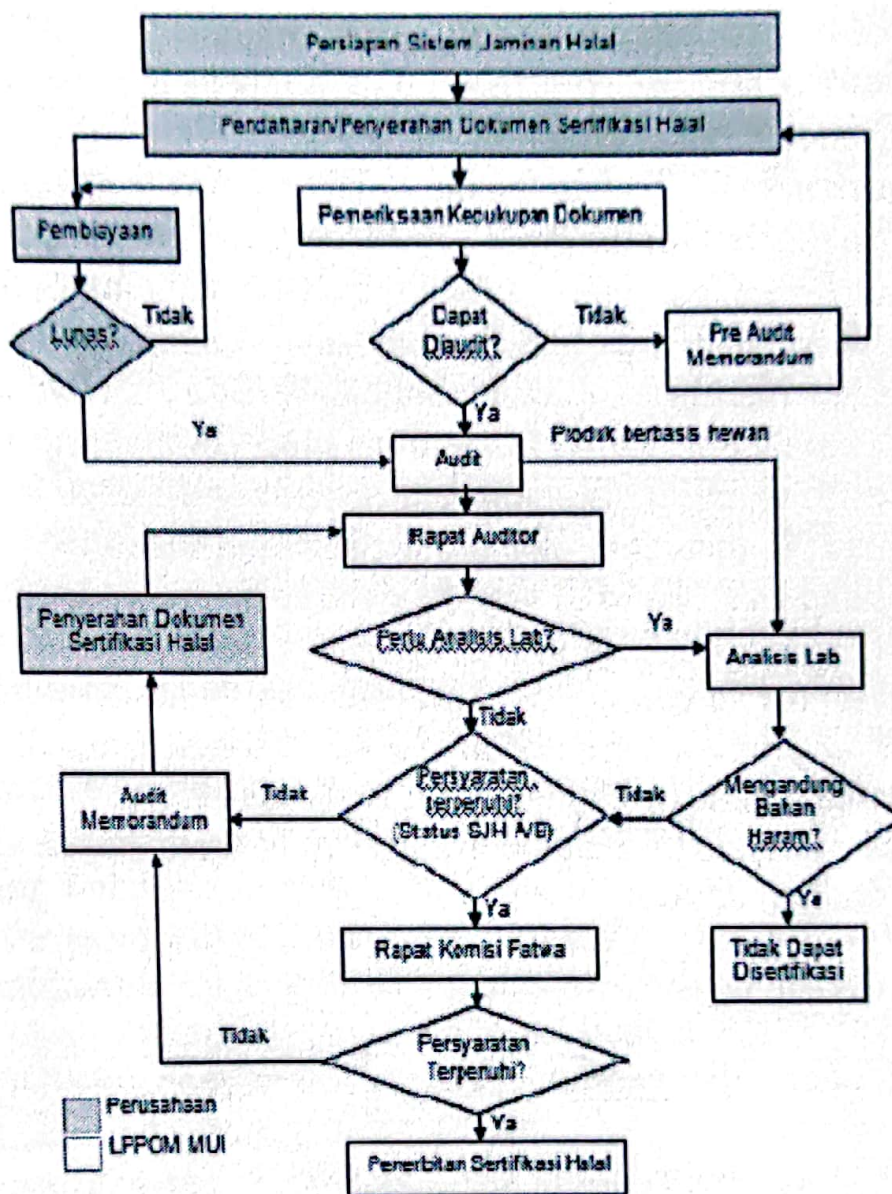 Persiapan Sistem Jaminan Halal
Pendaftaran/Penyerahan Dokumen Sertifikasi Halal
Pembiayaan
Pemeriksaan Kecukupan Dokumen
Lunas?
Tidak
Dapat
Diaudit?
Tidak
Pre Audit
Memorandum
Ya
Ya
Produk berbasis hewan
Audit
Rapat Auditor
Penyerahan Dokumen
Sertifikasi Halal
Perlu Analisis Lab?
Ya
Analisis Lab
Tidak
Audit
Memorandum
Tidak
Persyaratan
terpenuhi?
(Status SJH A/B)
Tidak
Mengandung
Bahan
Haram?
Ya
Ya
Rapat Komisi Fatwa
Tidak Dapat
Disertifikasi
Tidak
Persyaratan
Terpenuhi?
Ya
Perusahaan
LPPOM MUI
Penerbitan Sertifikasi Halal